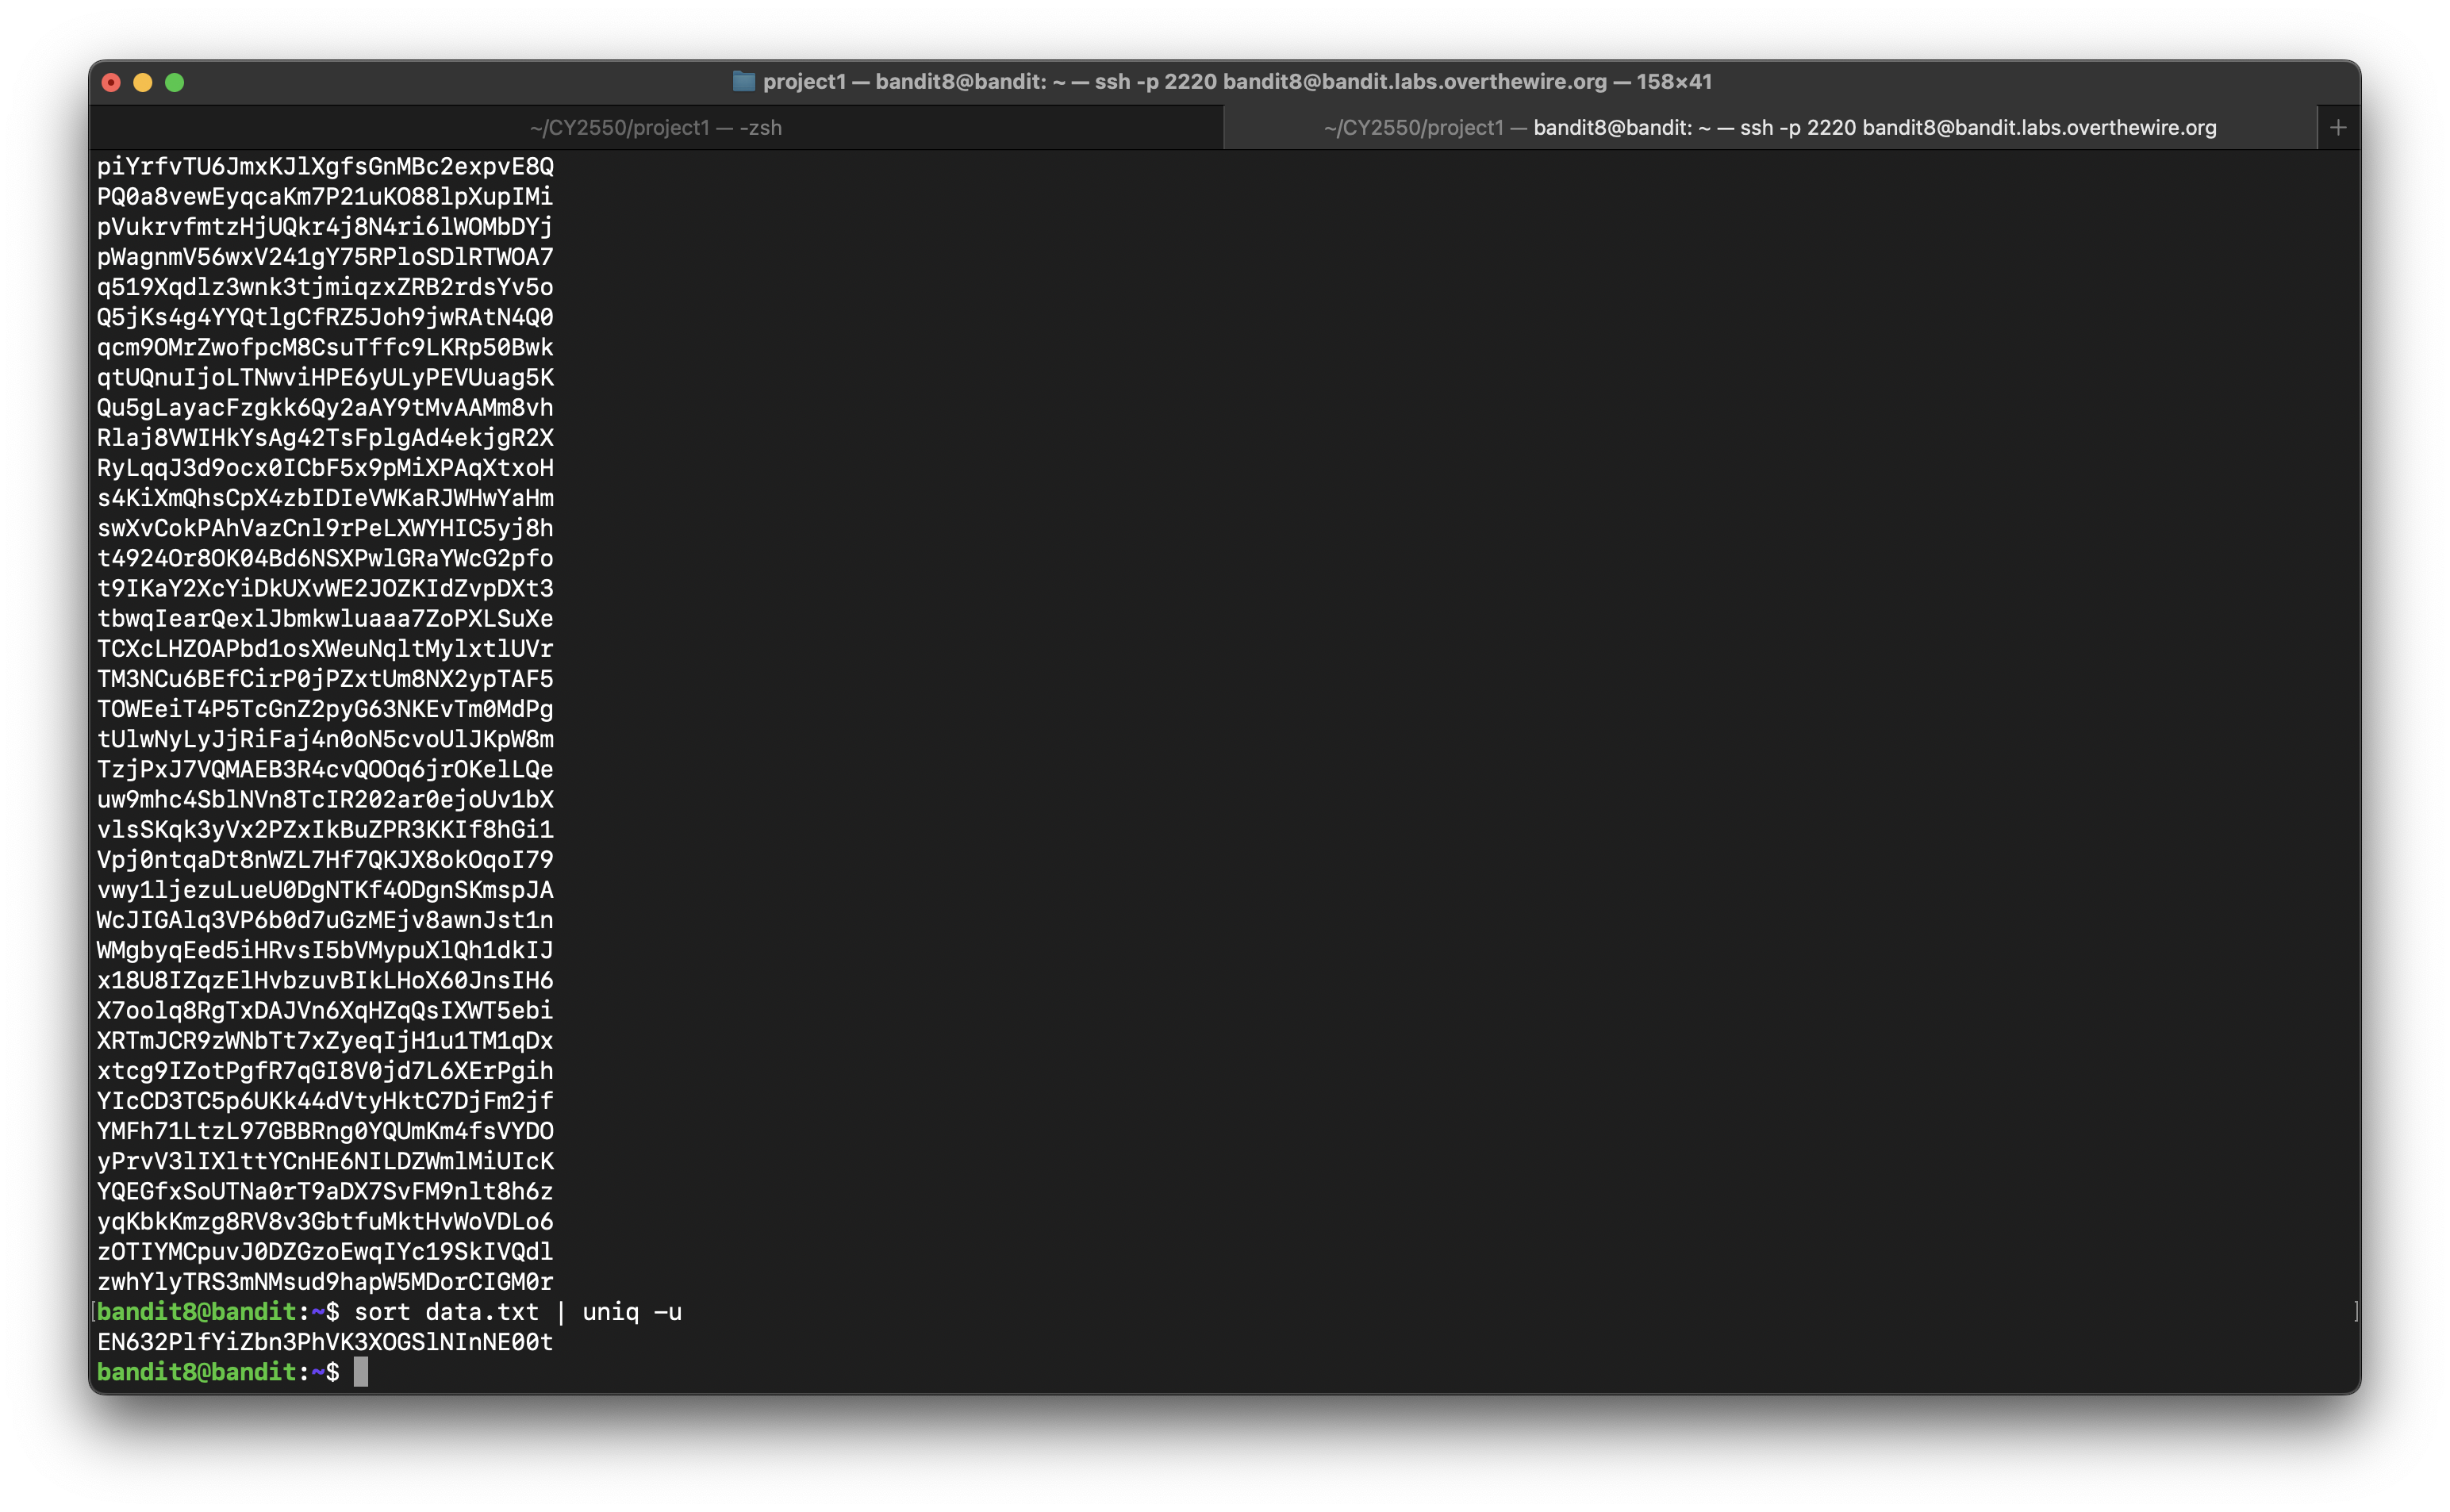 project1 — bandit8@bandit: ~ — ssh -p 2220 bandit8@bandit.labs.overthewire.org — 158×41
~/CY2550/project1 — -zsh
~/CY2550/project1 — bandit8@bandit: ~ — ssh -p 2220 bandit8@bandit.labs.overthewire.org
piYrfvTU6JmxKJlXgfsGnMBc2expvE8Q
PQ0a8vewEyqcaKm7P21uKO88lpXupIMi
pVukrvfmtzHjUQkr4j8N4ri6lWOMbDYj
pWagnmV56wxV241gY75RPloSDlRTWOA7
q519Xqdlz3wnk3tjmiqzxZRB2rdsYv5o
Q5jKs4g4YYQtlgCfRZ5Joh9jwRAtN4Q0
qcm9OMrZwofpcM8CsuTffc9LKRp50Bwk
qtUQnuIjoLTNwviHPE6yULyPEVUuag5K
Qu5gLayacFzgkk6Qy2aAY9tMvAAMm8vh
Rlaj8VWIHkYsAg42TsFplgAd4ekjgR2X
RyLqqJ3d9ocx0ICbF5x9pMiXPAqXtxoH
s4KiXmQhsCpX4zbIDIeVWKaRJWHwYaHm
swXvCokPAhVazCnl9rPeLXWYHIC5yj8h
t4924Or8OK04Bd6NSXPwlGRaYWcG2pfo
t9IKaY2XcYiDkUXvWE2JOZKIdZvpDXt3
tbwqIearQexlJbmkwluaaa7ZoPXLSuXe
TCXcLHZOAPbd1osXWeuNqltMylxtlUVr
TM3NCu6BEfCirP0jPZxtUm8NX2ypTAF5
TOWEeiT4P5TcGnZ2pyG63NKEvTm0MdPg
tUlwNyLyJjRiFaj4n0oN5cvoUlJKpW8m
TzjPxJ7VQMAEB3R4cvQOOq6jrOKelLQe
uw9mhc4SblNVn8TcIR202ar0ejoUv1bX
vlsSKqk3yVx2PZxIkBuZPR3KKIf8hGi1
Vpj0ntqaDt8nWZL7Hf7QKJX8okOqoI79
vwy1ljezuLueU0DgNTKf4ODgnSKmspJA
WcJIGAlq3VP6b0d7uGzMEjv8awnJst1n
WMgbyqEed5iHRvsI5bVMypuXlQh1dkIJ
x18U8IZqzElHvbzuvBIkLHoX60JnsIH6
X7oolq8RgTxDAJVn6XqHZqQsIXWT5ebi
XRTmJCR9zWNbTt7xZyeqIjH1u1TM1qDx
xtcg9IZotPgfR7qGI8V0jd7L6XErPgih
YIcCD3TC5p6UKk44dVtyHktC7DjFm2jf
YMFh71LtzL97GBBRng0YQUmKm4fsVYDO
yPrvV3lIXlttYCnHE6NILDZWmlMiUIcK
YQEGfxSoUTNa0rT9aDX7SvFM9nlt8h6z
yqKbkKmzg8RV8v3GbtfuMktHvWoVDLo6
zOTIYMCpuvJ0DZGzoEwqIYc19SkIVQdl
zwhYlyTRS3mNMsud9hapW5MDorCIGM0r
[bandit8@bandit:~$ sort data.txt | uniq -u ]
EN632PlfYiZbn3PhVK3XOGSlNInNE00t
bandit8@bandit:~$